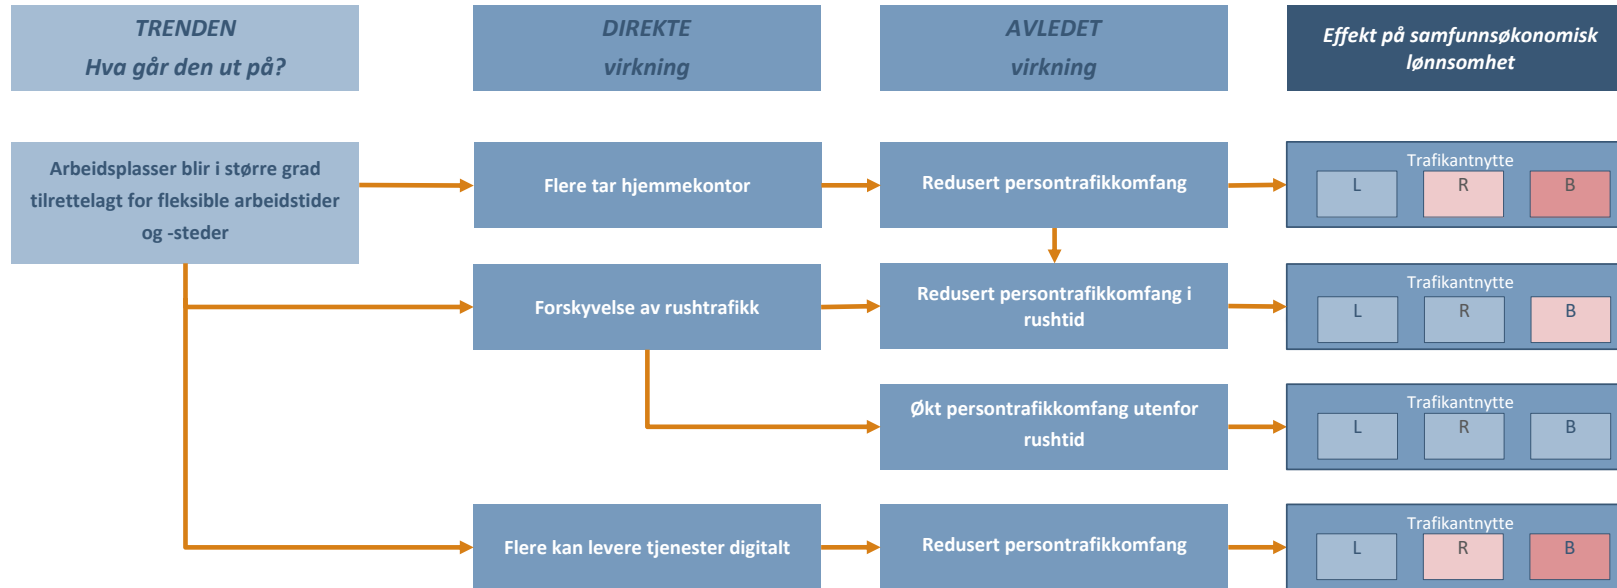 TRENDEN
Hva går den ut på?
DIREKTE
virkning
AVLEDET
virkning
Effekt på samfunnsøkonomisk
lønnsomhet
Arbeidsplasser blir i større grad
tilrettelagt for fleksible arbeidstider
og -steder
Flere tar hjemmekontor
Redusert persontrafikkomfang
Trafikantnytte
L R B
Forskyvelse av rushtrafikk
Redusert persontrafikkomfang i
rushtid
Trafikantnytte
L R B
Økt persontrafikkomfang utenfor
rushtid
Trafikantnytte
L R B
Flere kan levere tjenester digitalt
Redusert persontrafikkomfang
Trafikantnytte
L R B